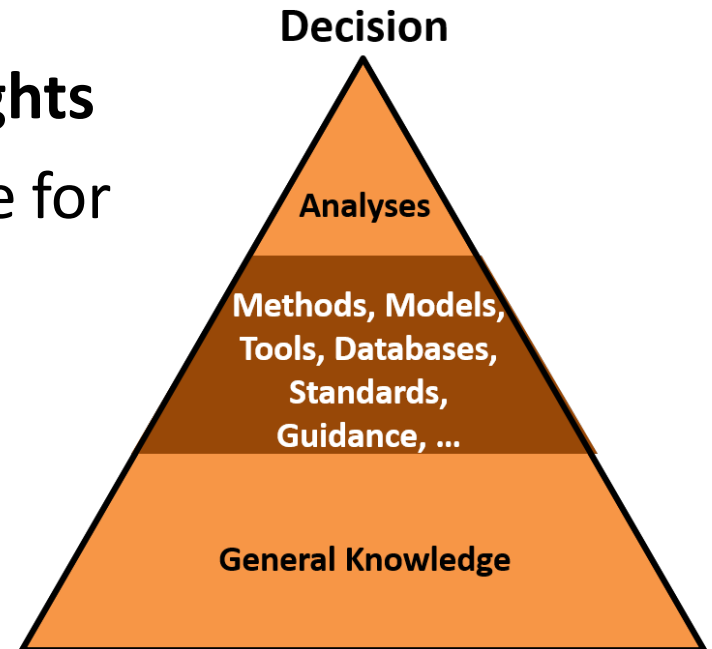 Decision
ghts
e for
Analyses
Methods, Models,
Tools, Databases,
Standards,
Guidance, ...
General Knowledge